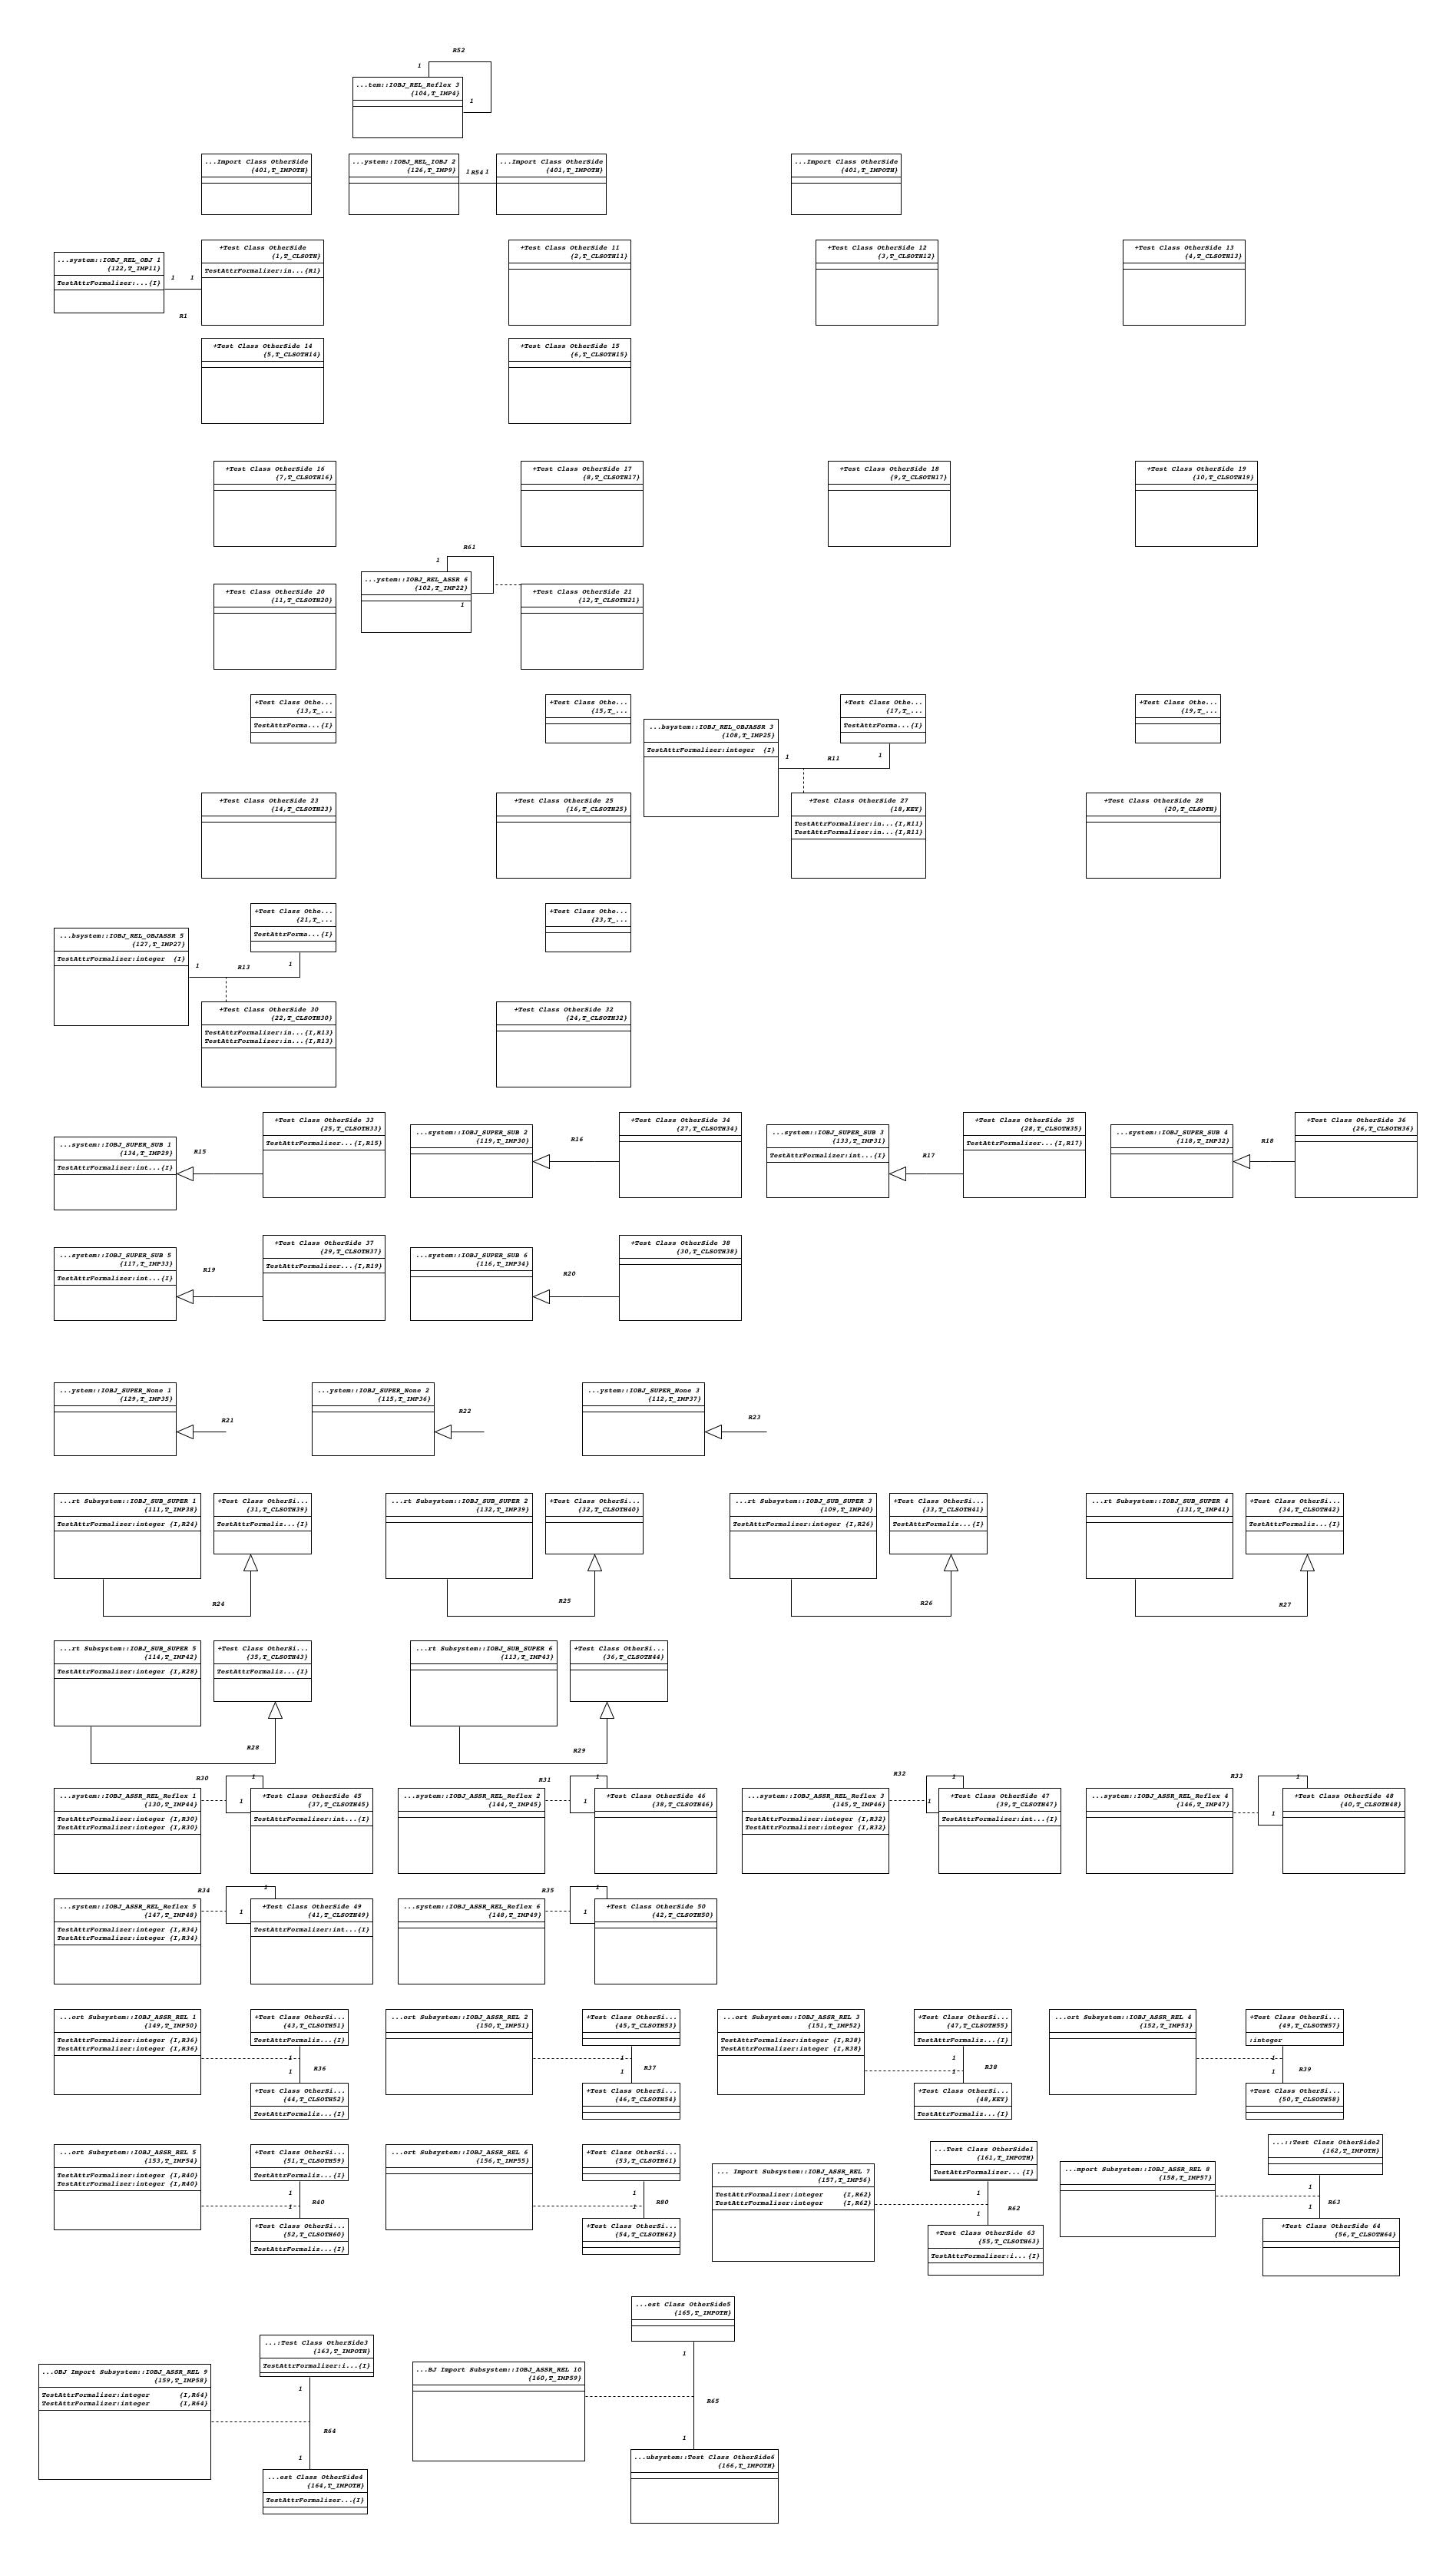 R52
1
...tem::IOBJ_REL_Reflex 3
{104,T_IMP4}
1
...Import Class OtherSide
{401,T_IMPOTH}
...ystem::IOBJ_REL_IOBJ 2
{126,T_IMP9}
1 R54 1
...Import Class OtherSide
{401,T_IMPOTH}
...Import Class OtherSide
{401,T_IMPOTH}
...system::IOBJ_REL_OBJ 1
{122,T_IMP11}
TestAttrFormalizer:...{I}
1 1
R1
+Test Class OtherSide
{1,T_CLSOTH}
TestAttrFormalizer:in...{R1}
+Test Class OtherSide 11
{2,T_CLSOTH11}
+Test Class OtherSide 12
{3,T_CLSOTH12}
+Test Class OtherSide 13
{4,T_CLSOTH13}
+Test Class OtherSide 14
{5,T_CLSOTH14}
+Test Class OtherSide 15
{6,T_CLSOTH15}
+Test Class OtherSide 16
{7,T_CLSOTH16}
+Test Class OtherSide 17
{8,T_CLSOTH17}
+Test Class OtherSide 18
{9,T_CLSOTH17}
+Test Class OtherSide 19
{10,T_CLSOTH19}
R61
1
...ystem::IOBJ_REL_ASSR 6
{102,T_IMP22}
1
+Test Class OtherSide 20
{11,T_CLSOTH20}
+Test Class OtherSide 21
{12,T_CLSOTH21}
+Test Class Othe...
{13,T_...
TestAttrForma...{I}
+Test Class Othe...
{15,T_...
...bsystem::IOBJ_REL_OBJASSR 3
{108,T_IMP25}
TestAttrFormalizer:integer {I}
+Test Class Othe...
{17,T_...
TestAttrForma...{I}
+Test Class Othe...
{19,T_...
1 R11 1
+Test Class OtherSide 23
{14,T_CLSOTH23}
+Test Class OtherSide 25
{16,T_CLSOTH25}
+Test Class OtherSide 27
{18,KEY}
TestAttrFormalizer:in...{I,R11}
TestAttrFormalizer:in...{I,R11}
+Test Class OtherSide 28
{20,T_CLSOTH}
...bsystem::IOBJ_REL_OBJASSR 5
{127,T_IMP27}
TestAttrFormalizer:integer {I}
+Test Class Othe...
{21,T_...
TestAttrForma...{I}
+Test Class Othe...
{23,T_...
1 R13 1
+Test Class OtherSide 30
{22,T_CLSOTH30}
TestAttrFormalizer:in...{I,R13}
TestAttrFormalizer:in...{I,R13}
+Test Class OtherSide 32
{24,T_CLSOTH32}
...system::IOBJ_SUPER_SUB 1
{134,T_IMP29}
TestAttrFormalizer:int...{I}
R15
+Test Class OtherSide 33
{25,T_CLSOTH33}
TestAttrFormalizer...{I,R15}
...system::IOBJ_SUPER_SUB 2
{119,T_IMP30}
R16
+Test Class OtherSide 34
{27,T_CLSOTH34}
...system::IOBJ_SUPER_SUB 3
{133,T_IMP31}
TestAttrFormalizer:int...{I}
R17
+Test Class OtherSide 35
{28,T_CLSOTH35}
TestAttrFormalizer...{I,R17}
...system::IOBJ_SUPER_SUB 4
{118,T_IMP32}
R18
+Test Class OtherSide 36
{26,T_CLSOTH36}
...system::IOBJ_SUPER_SUB 5
{117,T_IMP33}
TestAttrFormalizer:int...{I}
R19
+Test Class OtherSide 37
{29,T_CLSOTH37}
TestAttrFormalizer...{I,R19}
...system::IOBJ_SUPER_SUB 6
{116,T_IMP34}
R20
+Test Class OtherSide 38
{30,T_CLSOTH38}
...ystem::IOBJ_SUPER_None 1
{129,T_IMP35}
R21
...ystem::IOBJ_SUPER_None 2
{115,T_IMP36}
R22
...ystem::IOBJ_SUPER_None 3
{112,T_IMP37}
R23
...rt Subsystem::IOBJ_SUB_SUPER 1
{111,T_IMP38}
TestAttrFormalizer:integer {I,R24}
+Test Class OtherSi...
{31,T_CLSOTH39}
TestAttrFormaliz...{I}
R24
...rt Subsystem::IOBJ_SUB_SUPER 2
{132,T_IMP39}
+Test Class OtherSi...
{32,T_CLSOTH40}
R25
...rt Subsystem::IOBJ_SUB_SUPER 3
{109,T_IMP40}
TestAttrFormalizer:integer {I,R26}
+Test Class OtherSi...
{33,T_CLSOTH41}
TestAttrFormaliz...{I}
R26
...rt Subsystem::IOBJ_SUB_SUPER 4
{131,T_IMP41}
+Test Class OtherSi...
{34,T_CLSOTH42}
TestAttrFormaliz...{I}
R27
...rt Subsystem::IOBJ_SUB_SUPER 5
{114,T_IMP42}
TestAttrFormalizer:integer {I,R28}
+Test Class OtherSi...
{35,T_CLSOTH43}
TestAttrFormaliz...{I}
R28
...rt Subsystem::IOBJ_SUB_SUPER 6
{113,T_IMP43}
+Test Class OtherSi...
{36,T_CLSOTH44}
R29
...system::IOBJ_ASSR_REL_Reflex 1
{130,T_IMP44}
TestAttrFormalizer:integer {I,R30}
TestAttrFormalizer:integer {I,R30}
R30
1
1
+Test Class OtherSide 45
{37,T_CLSOTH45}
TestAttrFormalizer:int...{I}
...system::IOBJ_ASSR_REL_Reflex 2
{144,T_IMP45}
R31
1
1
+Test Class OtherSide 46
{38,T_CLSOTH46}
...system::IOBJ_ASSR_REL_Reflex 3
{145,T_IMP46}
TestAttrFormalizer:integer {I,R32}
TestAttrFormalizer:integer {I,R32}
R32
1
1
+Test Class OtherSide 47
{39,T_CLSOTH47}
TestAttrFormalizer:int...{I}
...system::IOBJ_ASSR_REL_Reflex 4
{146,T_IMP47}
R33
1
1
+Test Class OtherSide 48
{40,T_CLSOTH48}
...system::IOBJ_ASSR_REL_Reflex 5
{147,T_IMP48}
TestAttrFormalizer:integer {I,R34}
TestAttrFormalizer:integer {I,R34}
R34
1
1
+Test Class OtherSide 49
{41,T_CLSOTH49}
TestAttrFormalizer:int...{I}
...system::IOBJ_ASSR_REL_Reflex 6
{148,T_IMP49}
R35
1
1
+Test Class OtherSide 50
{42,T_CLSOTH50}
...ort Subsystem::IOBJ_ASSR_REL 1
{149,T_IMP50}
TestAttrFormalizer:integer {I,R36}
TestAttrFormalizer:integer {I,R36}
+Test Class OtherSi...
{43,T_CLSOTH51}
TestAttrFormaliz...{I}
1
R36
1
+Test Class OtherSi...
{44,T_CLSOTH52}
TestAttrFormaliz...{I}
...ort Subsystem::IOBJ_ASSR_REL 2
{150,T_IMP51}
+Test Class OtherSi...
{45,T_CLSOTH53}
1
R37
1
+Test Class OtherSi...
{46,T_CLSOTH54}
...ort Subsystem::IOBJ_ASSR_REL 3
{151,T_IMP52}
TestAttrFormalizer:integer {I,R38}
TestAttrFormalizer:integer {I,R38}
+Test Class OtherSi...
{47,T_CLSOTH55}
TestAttrFormaliz...{I}
1
R38
1
+Test Class OtherSi...
{48,KEY}
TestAttrFormaliz...{I}
...ort Subsystem::IOBJ_ASSR_REL 4
{152,T_IMP53}
+Test Class OtherSi...
{49,T_CLSOTH57}
:integer
1
R39
1
+Test Class OtherSi...
{50,T_CLSOTH58}
...ort Subsystem::IOBJ_ASSR_REL 5
{153,T_IMP54}
TestAttrFormalizer:integer {I,R40}
TestAttrFormalizer:integer {I,R40}
+Test Class OtherSi...
{51,T_CLSOTH59}
TestAttrFormaliz...{I}
1
R40
1
+Test Class OtherSi...
{52,T_CLSOTH60}
TestAttrFormaliz...{I}
...ort Subsystem::IOBJ_ASSR_REL 6
{156,T_IMP55}
+Test Class OtherSi...
{53,T_CLSOTH61}
1
R80
1
+Test Class OtherSi...
{54,T_CLSOTH62}
... Import Subsystem::IOBJ_ASSR_REL 7
{157,T_IMP56}
TestAttrFormalizer:integer {I,R62}
TestAttrFormalizer:integer {I,R62}
...Test Class OtherSide1
{161,T_IMPOTH}
TestAttrFormalizer...{I}
1
R62
1
+Test Class OtherSide 63
{55,T_CLSOTH63}
TestAttrFormalizer:i...{I}
...mport Subsystem::IOBJ_ASSR_REL 8
{158,T_IMP57}
...::Test Class OtherSide2
{162,T_IMPOTH}
1
R63
1
+Test Class OtherSide 64
{56,T_CLSOTH64}
...OBJ Import Subsystem::IOBJ_ASSR_REL 9
{159,T_IMP58}
TestAttrFormalizer:integer {I,R64}
TestAttrFormalizer:integer {I,R64}
...:Test Class OtherSide3
{163,T_IMPOTH}
TestAttrFormalizer:i...{I}
1
R64
1
...est Class OtherSide4
{164,T_IMPOTH}
TestAttrFormalizer...{I}
...BJ Import Subsystem::IOBJ_ASSR_REL 10
{160,T_IMP59}
...est Class OtherSide5
{165,T_IMPOTH}
1
R65
1
...ubsystem::Test Class OtherSide6
{166,T_IMPOTH}